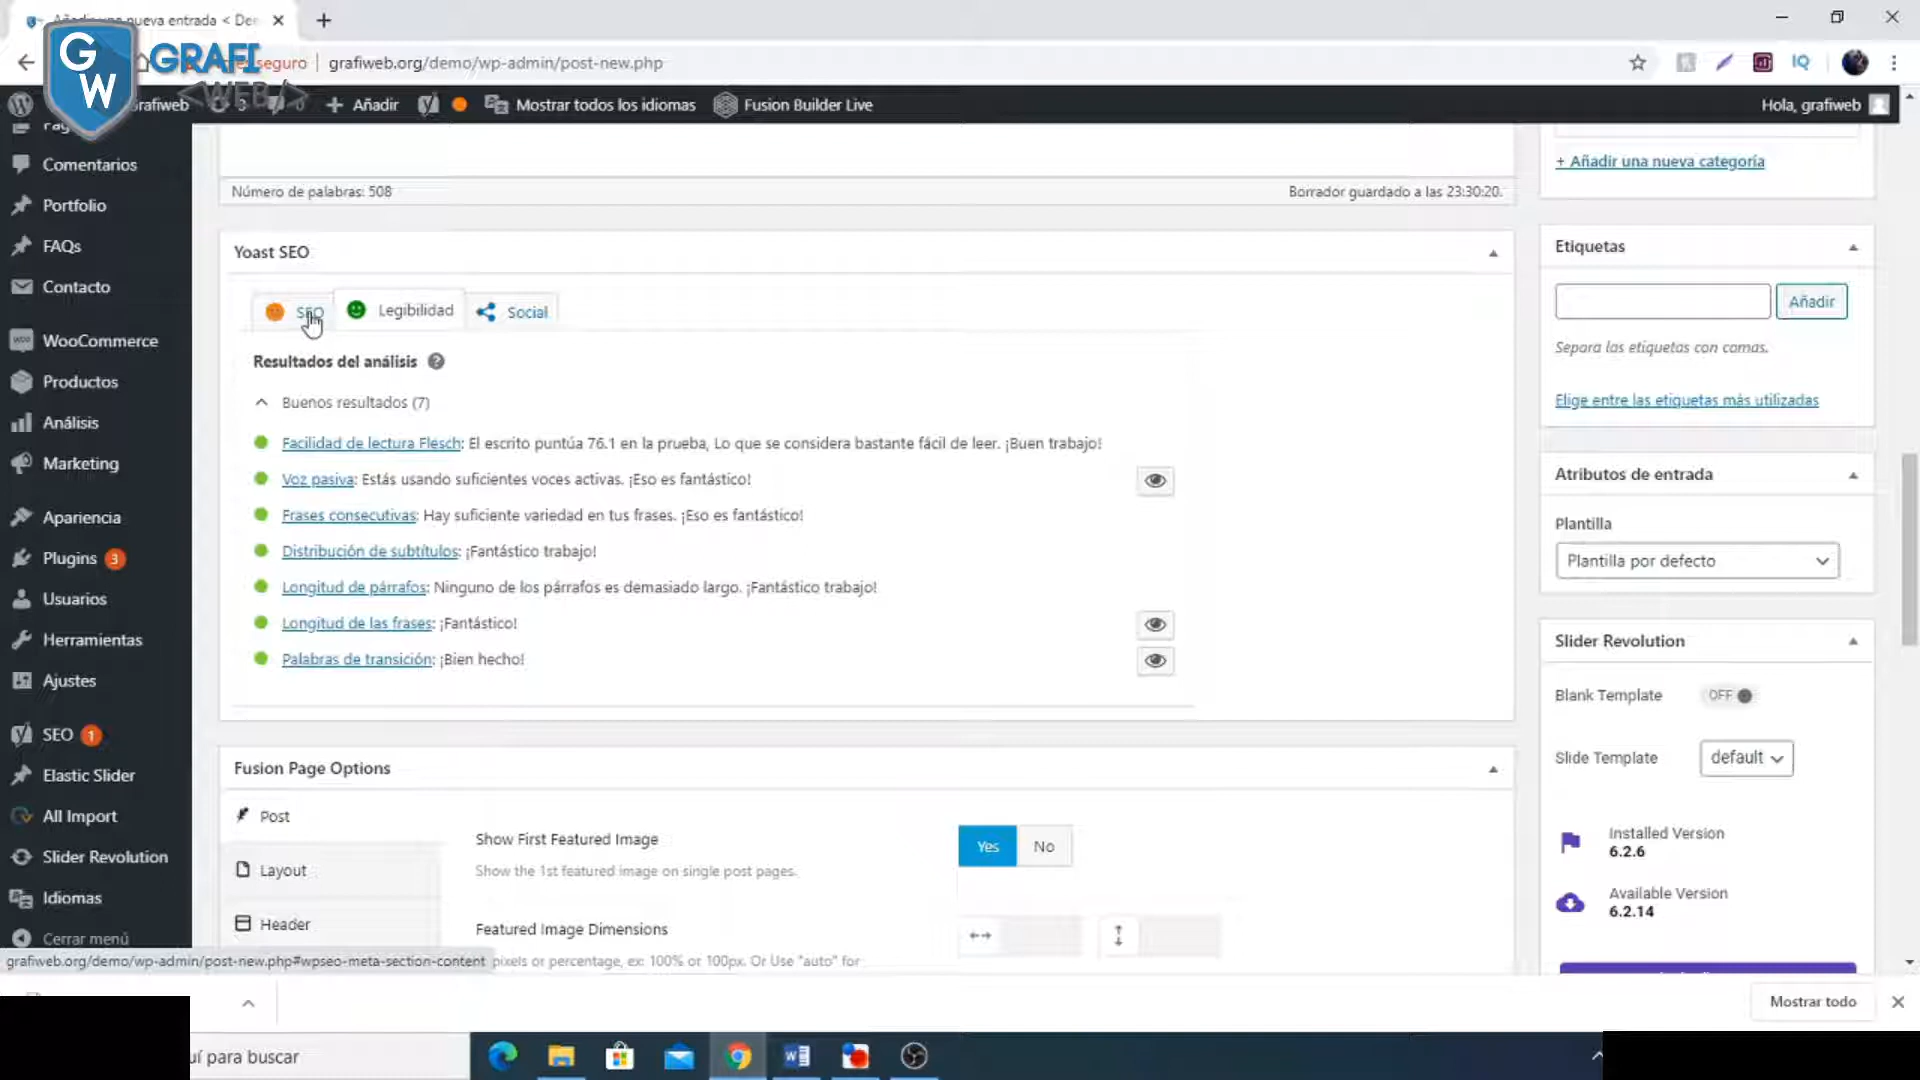 Añadir una nueva entrada < De
GW GRAFI
<WEB/>
es seguro | grafiweb.org/demo/wp-admin/post-new.php
IQ
Grafiweb 3 0 + Añadir Mostrar todos los idiomas Fusion Builder Live
Hola, grafiweb
Comentarios
Portfolio
FAQs
Contacto
WooCommerce
Productos
Análisis
Marketing
Apariencia
Plugins 3
Usuarios
Herramientas
Ajustes
SEO 1
Elastic Slider
All Import
Slider Revolution
Idiomas
Cerrar menú
Número de palabras: 508
Borrador guardado a las 23:30:20.
Yoast SEO
SEO Legibilidad Social
Resultados del análisis ?
Buenos resultados (7)
Facilidad de lectura Flesch: El escrito puntúa 76.1 en la prueba, Lo que se considera bastante fácil de leer. ¡Buen trabajo!
Voz pasiva: Estás usando suficientes voces activas. ¡Eso es fantástico!
Frases consecutivas: Hay suficiente variedad en tus frases. ¡Eso es fantástico!
Distribución de subtítulos: ¡Fantástico trabajo!
Longitud de párrafos: Ninguno de los párrafos es demasiado largo. ¡Fantástico trabajo!
Longitud de las frases: ¡Fantástico!
Palabras de transición: ¡Bien hecho!
Fusion Page Options
Post
Layout
Header
Show First Featured Image
Show the 1st featured image on single post pages.
Yes No
Featured Image Dimensions
pixels or percentage, ex: 100% or 100px. Or Use "auto" for
+ Añadir una nueva categoría
Etiquetas
Añadir
Separa las etiquetas con comas.
Elige entre las etiquetas más utilizadas
Atributos de entrada
Plantilla
Plantilla por defecto
Slider Revolution
Blank Template OFF
Slide Template default
Installed Version
6.2.6
Available Version
6.2.14
grafiweb.org/demo/wp-admin/post-new.php#wpseo-meta-section-content
Mostrar todo
uí para buscar